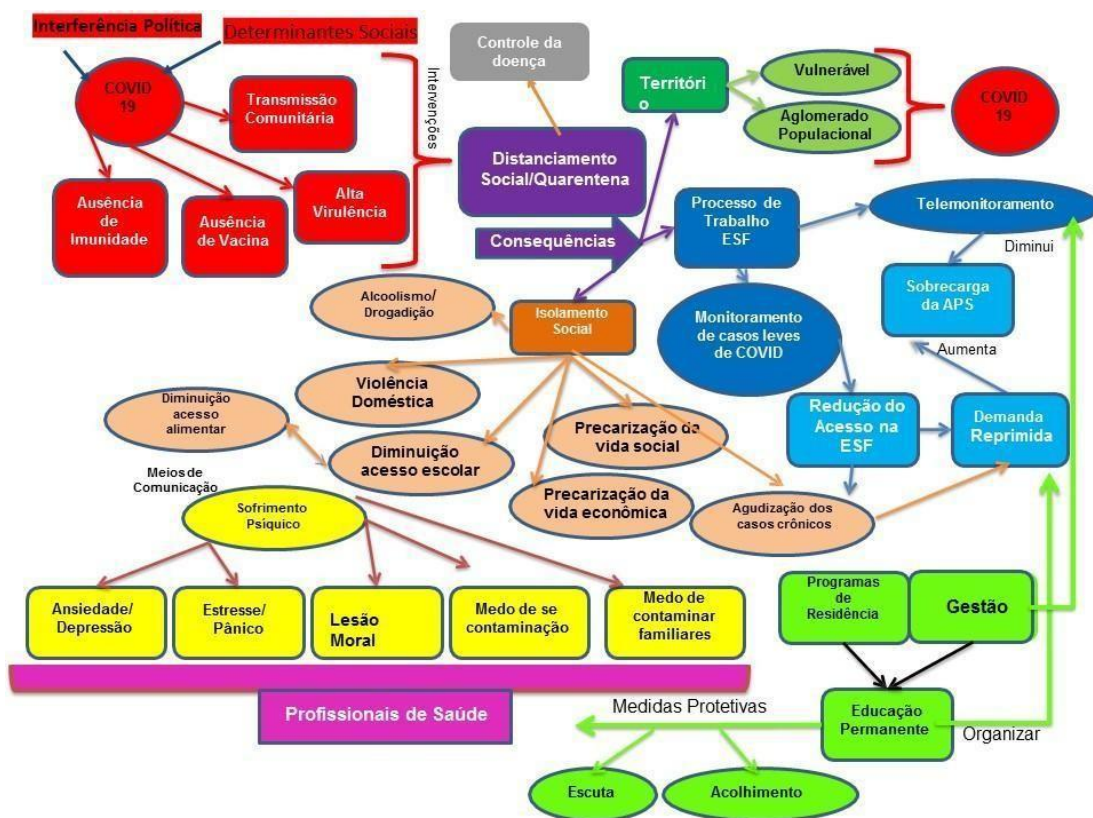 Interferência Política
Determinantes Sociais
COVID
19
Transmissão
Comunitária
Ausência
de
Imunidade
Ausência
de Vacina
Alta
Virulência
Intervenções
Controle da
doença
Distanciamento
Social/Quarentena
Consequências
Territóri
o
Vulnerável
Aglomerado
Populacional
COVID
19
Processo de
Trabalho
ESF
Telemonitoramento
Diminui
Sobrecarga
da APS
Aumenta
Monitoramento
de casos leves
de COVID
Redução do
Acesso na
ESF
Demanda
Reprimida
Isolamento
Social
Alcoolismo/
Drogadição
Violência
Doméstica
Diminuição
acesso
alimentar
Diminuição
acesso escolar
Precarização da
vida social
Precarização da
vida econômica
Agudização dos
casos crônicos
Meios de
Comunicação
Sofrimento
Psíquico
Ansiedade/
Depressão
Estresse/
Pânico
Lesão
Moral
Medo de se
contaminação
Medo de
contaminar
familiares
Profissionais de Saúde
Programas
de
Residência
Gestão
Educação
Permanente
Organizar
Medidas Protetivas
Escuta
Acolhimento